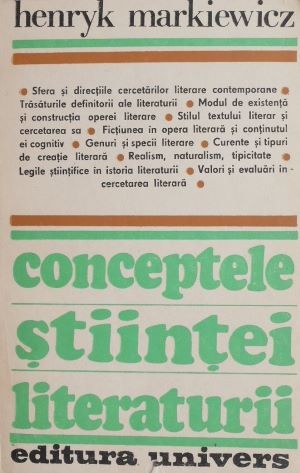 henryk markiewicz
● Sfera și direcțiile cercetărilor literare contemporane ●
Trăsăturile definitorii ale literaturii ● Modul de existență
și construcția operei literare ● Stilul textului literar și
cercetarea sa ● Ficțiunea în opera literară și conținutul
ei cognitiv ● Genuri și specii literare ● Curente și tipuri
de creație literară ● Realism, naturalism, tipicitate ●
Legile științifice în istoria literaturii ● Valori și evaluări în -
cercetarea literară ●
conceptele
științei
literaturii
editura univers